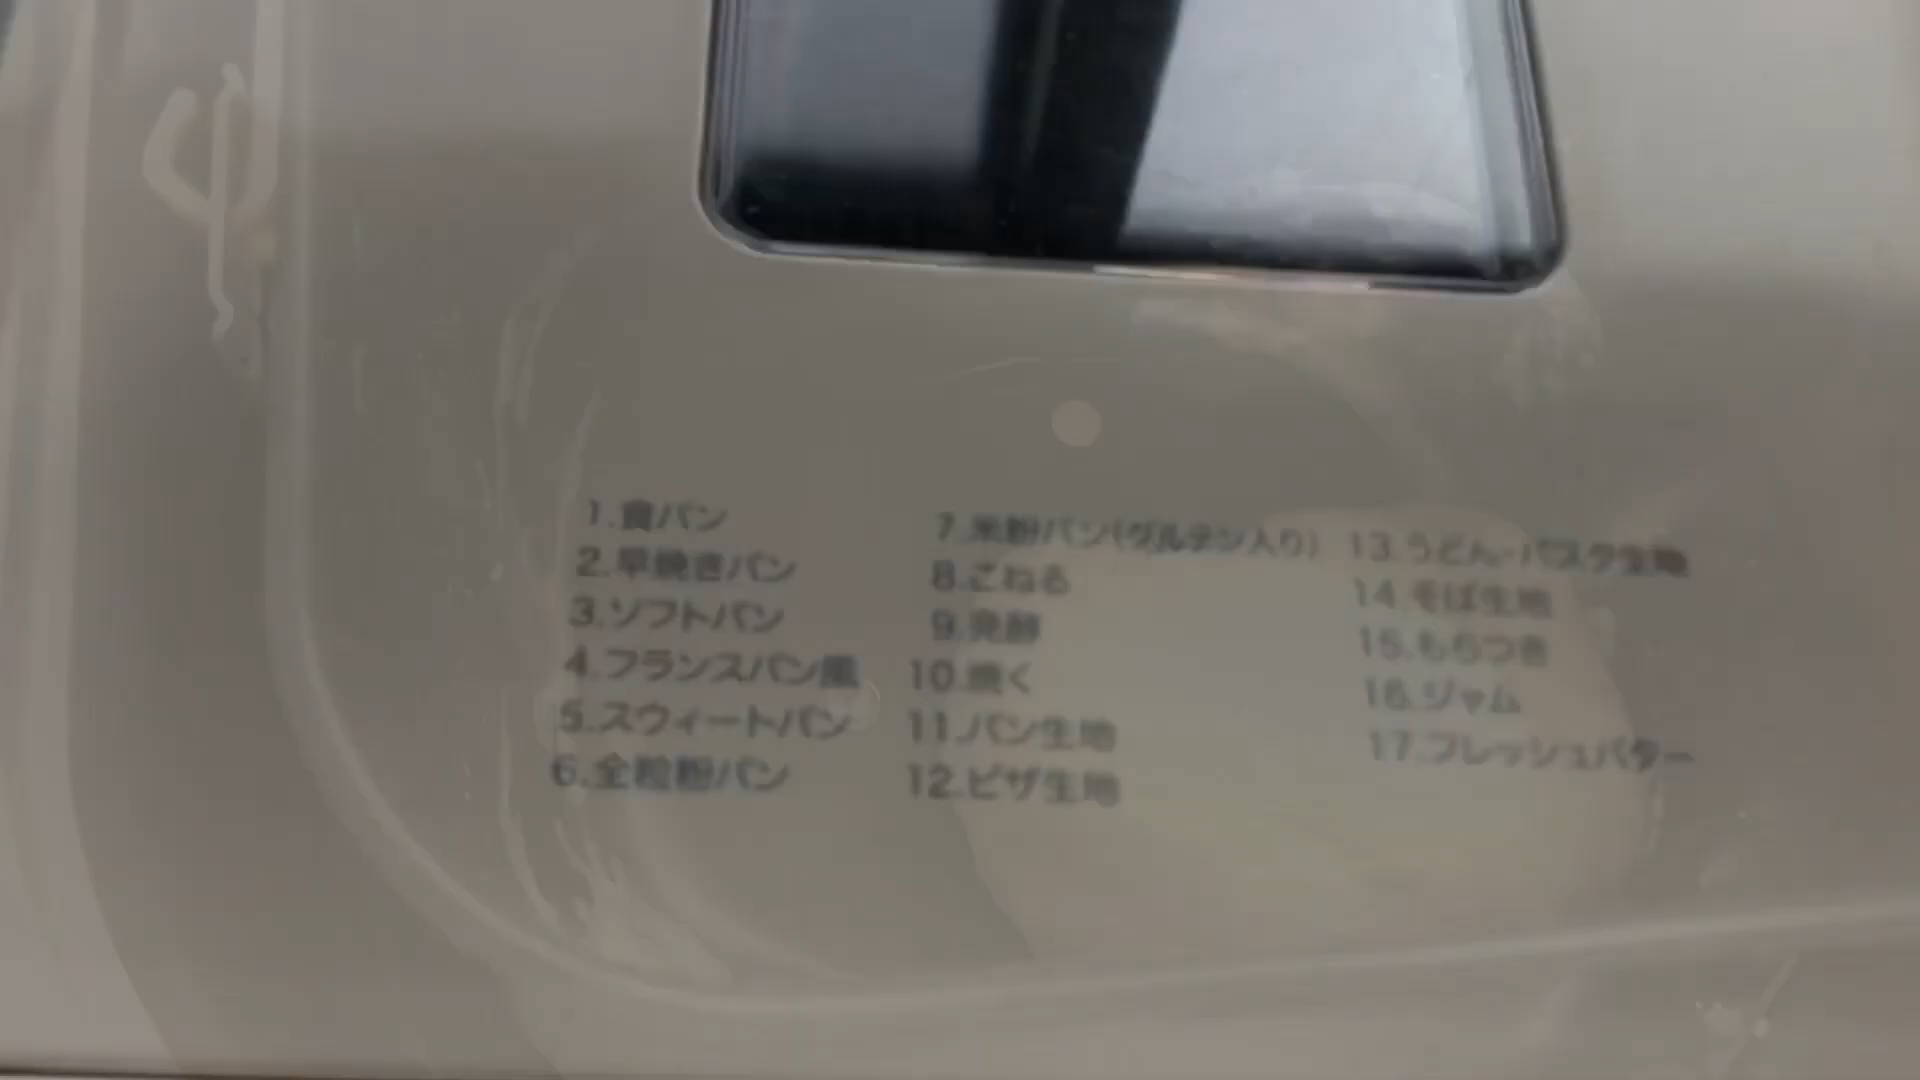 1.食パン
2.早焼きパン
3.ソフトパン
4.フランスパン風
5.スウィートパン
6.全粒粉パン
7.米粉パン(グルテン入り)
8.こねる
9.発酵
10.焼く
11.パン生地
12.ピザ生地
13.うどん・パスタ生地
14.そば生地
15.もちつき
16.ジャム
17.フレッシュバター